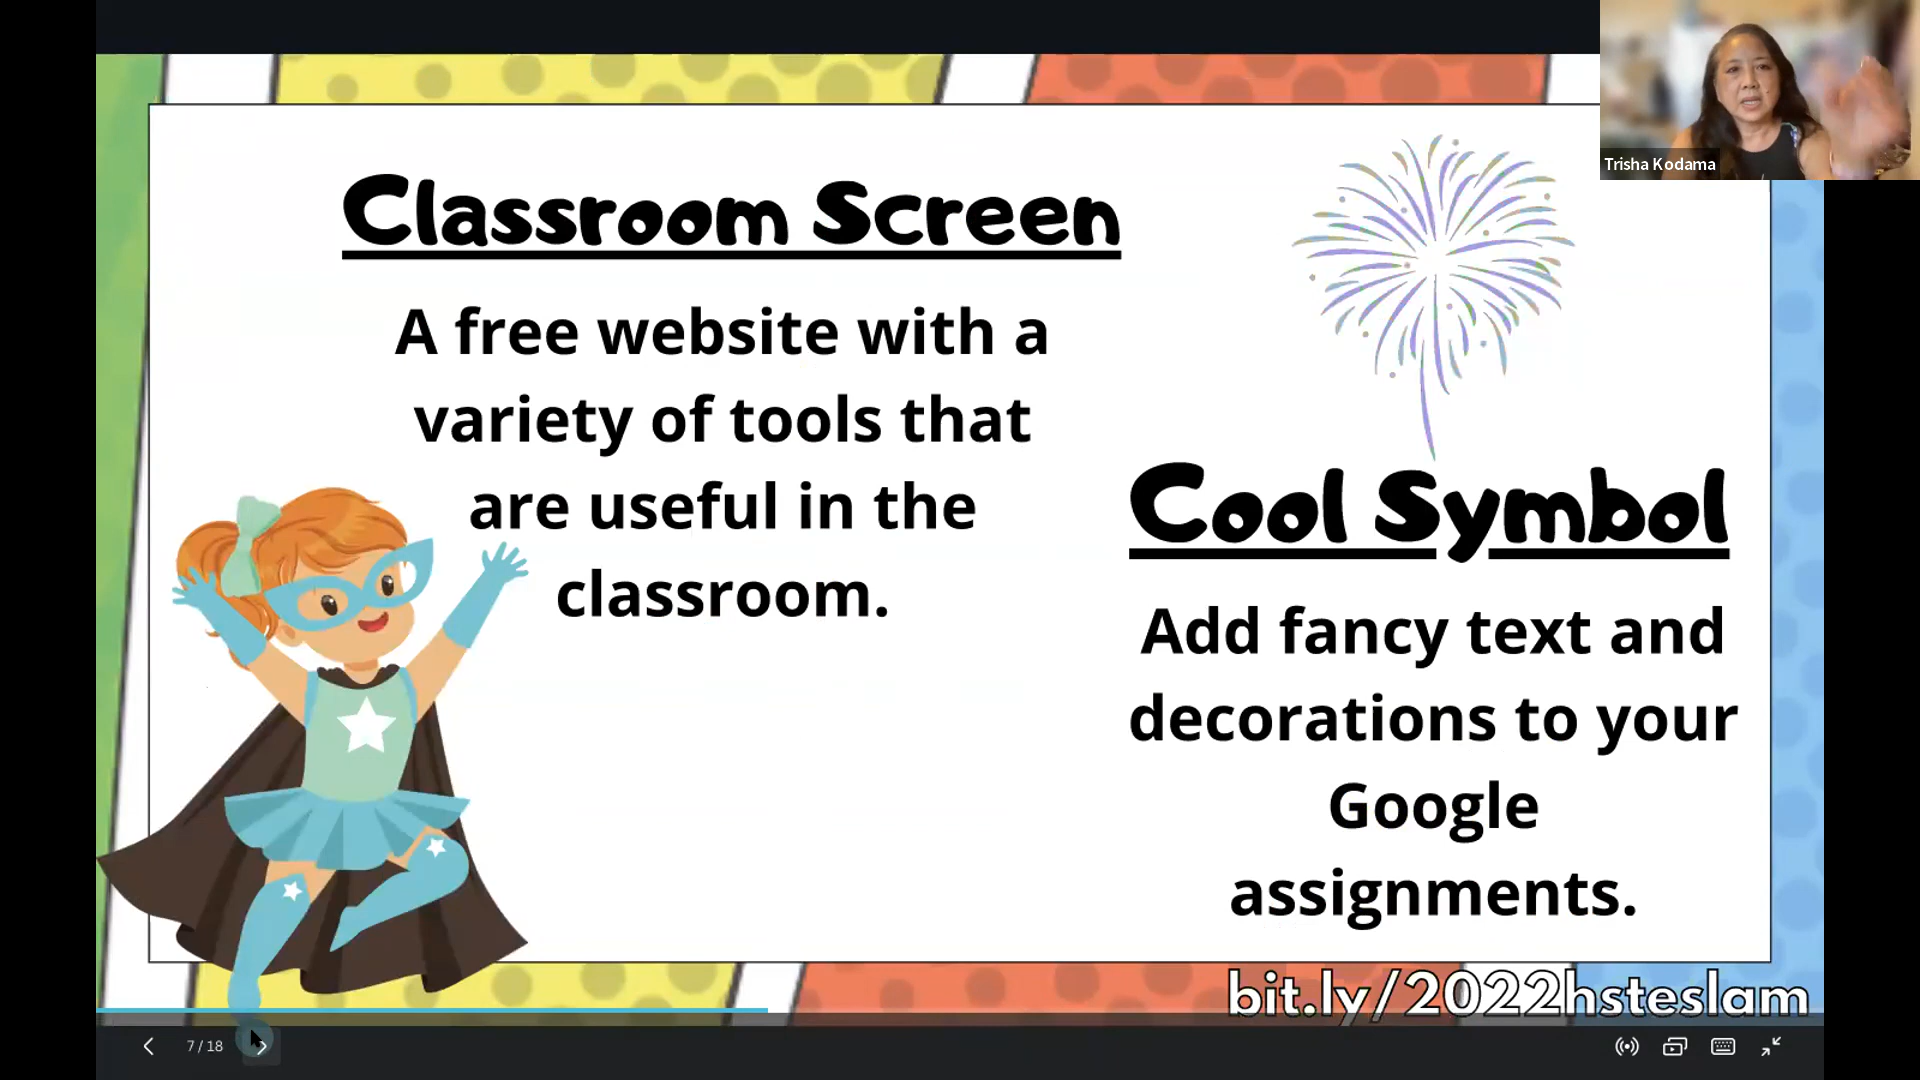 Trisha Kodama
Classroom Screen
A free website with a
variety of tools that
are useful in the
classroom.
Cool Symbol
Add fancy text and
decorations to your
Google
assignments.
bit.ly/2022hsteslam
7 / 18